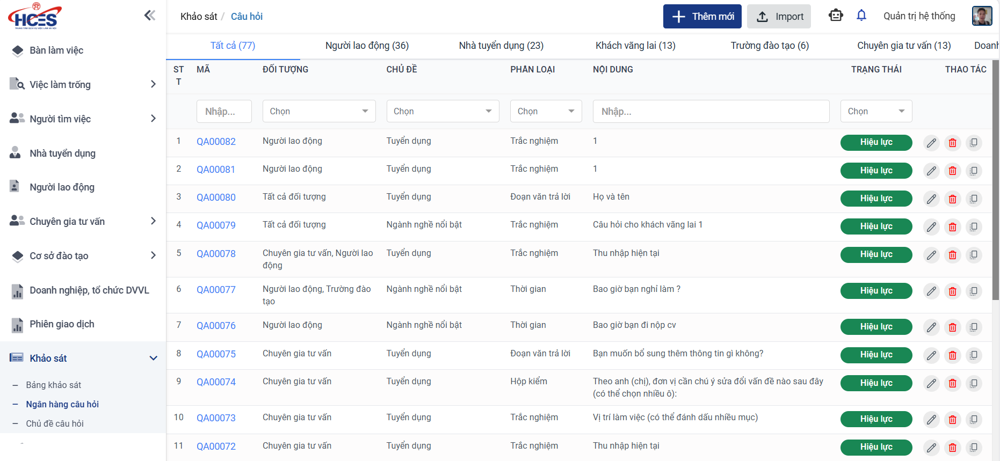 HCES
TRUNG TÂM DỊCH VỤ VIỆC LÀM HÀ NỘI
Khảo sát / Câu hỏi
Thêm mới
Import
Quản trị hệ thống
Bàn làm việc
Việc làm trống
Người tìm việc
Nhà tuyển dụng
Người lao động
Chuyên gia tư vấn
Cơ sở đào tạo
Doanh nghiệp, tổ chức DVVL
Phiên giao dịch
Khảo sát
– Bảng khảo sát
– Ngân hàng câu hỏi
– Chủ đề câu hỏi
Tất cả (77) Người lao động (36) Nhà tuyển dụng (23) Khách vãng lai (13) Trường đào tạo (6) Chuyên gia tư vấn (13) Doanh
STT MÃ ĐỐI TƯỢNG CHỦ ĐỀ PHÂN LOẠI NỘI DUNG TRẠNG THÁI THAO TÁC
Nhập... Chọn Chọn Chọn Nhập... Chọn
1 QA00082 Người lao động Tuyển dụng Trắc nghiệm 1 Hiệu lực
2 QA00081 Người lao động Tuyển dụng Trắc nghiệm 1 Hiệu lực
3 QA00080 Tất cả đối tượng Tuyển dụng Đoạn văn trả lời Họ và tên Hiệu lực
4 QA00079 Tất cả đối tượng Ngành nghề nổi bật Trắc nghiệm Câu hỏi cho khách vãng lai 1 Hiệu lực
5 QA00078 Chuyên gia tư vấn, Người lao động Tuyển dụng Trắc nghiệm Thu nhập hiện tại Hiệu lực
6 QA00077 Người lao động, Trường đào tạo Ngành nghề nổi bật Thời gian Bao giờ bạn nghỉ làm ? Hiệu lực
7 QA00076 Người lao động Ngành nghề nổi bật Thời gian Bao giờ bạn đi nộp cv Hiệu lực
8 QA00075 Chuyên gia tư vấn Tuyển dụng Đoạn văn trả lời Bạn muốn bổ sung thêm thông tin gì không? Hiệu lực
9 QA00074 Chuyên gia tư vấn Tuyển dụng Hộp kiểm Theo anh (chị), đơn vị cần chú ý sửa đổi vấn đề nào sau đây (có thể chọn nhiều ô): Hiệu lực
10 QA00073 Chuyên gia tư vấn Tuyển dụng Trắc nghiệm Vị trí làm việc (có thể đánh dấu nhiều mục) Hiệu lực
11 QA00072 Chuyên gia tư vấn Tuyển dụng Trắc nghiệm Thu nhập hiện tại Hiệu lực